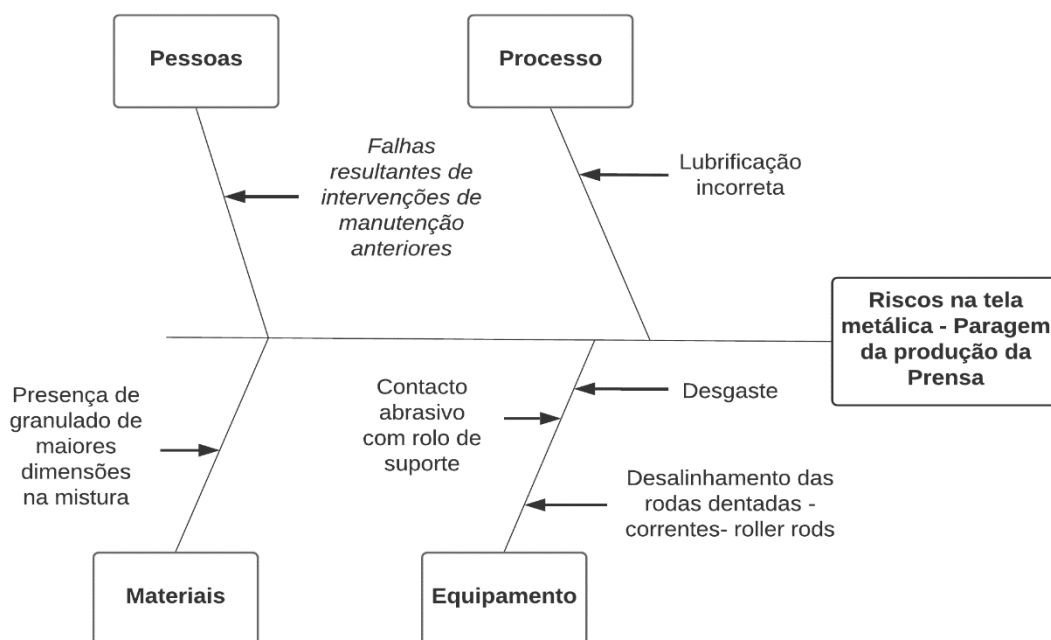 Pessoas
Processo
Falhas
resultantes de
intervenções de
manutenção
anteriores
Lubrificação
incorreta
Riscos na tela
metálica - Paragem
da produção da
Prensa
Presença de
granulado de
maiores
dimensões
na mistura
Contacto
abrasivo
com rolo de
suporte
Desgaste
Desalinhamento das
rodas dentadas -
correntes- roller rods
Materiais
Equipamento